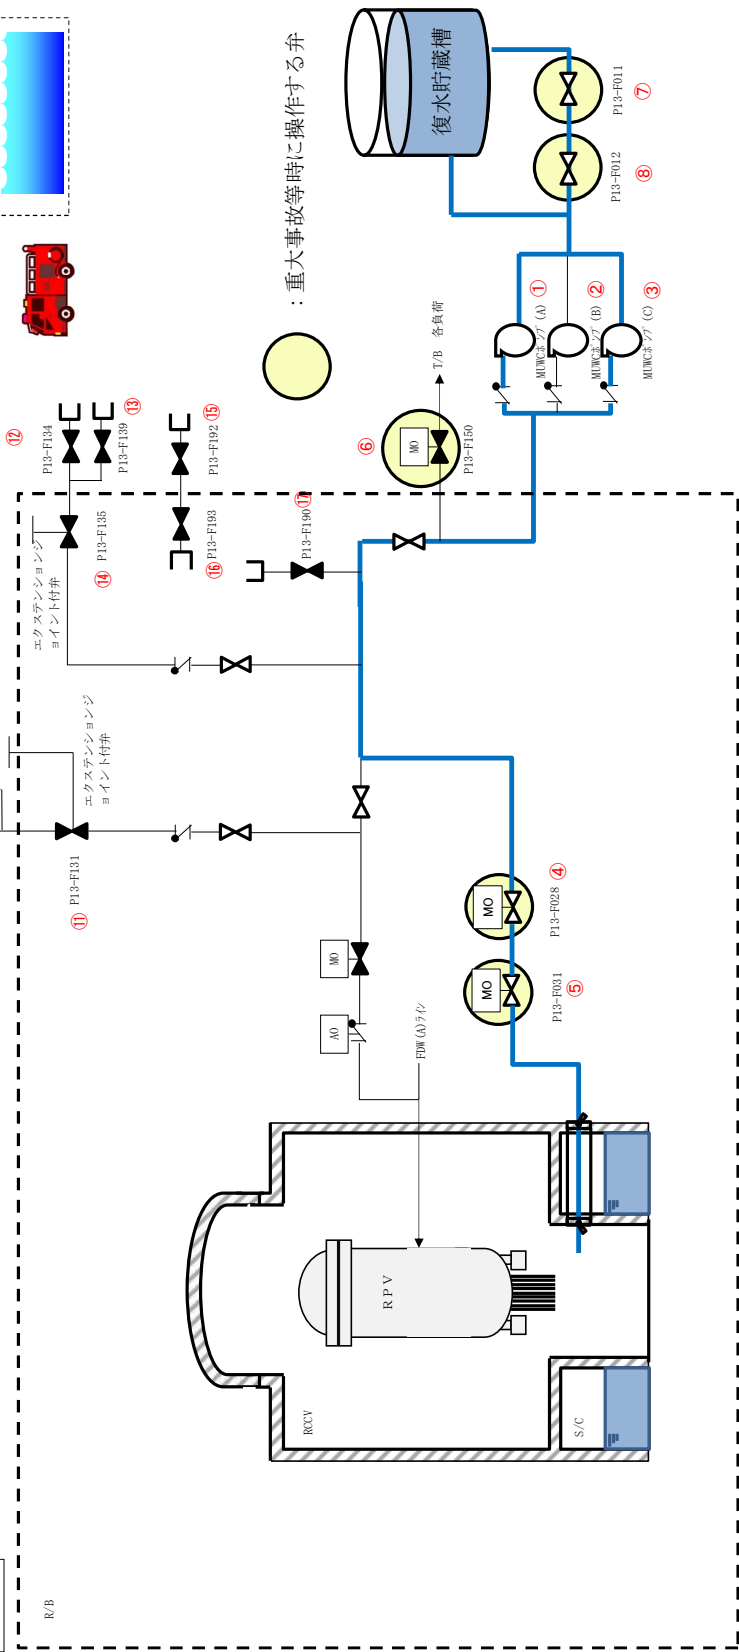 ：重大事故等時に操作する弁
復水貯蔵槽
P13-F011
⑦
P13-F012
⑧
MUWCポンプ(A)
①
MUWCポンプ(B)
②
MUWCポンプ(C)
③
T/B 各負荷
⑥
MO
P13-F150
⑫
P13-F134
⑬
P13-F139
⑮
P13-F192
エクステンションジ
ョイント付弁
P13-F135
⑭
P13-F193
⑯
P13-F190
⑰
エクステンションジ
ョイント付弁
P13-F131
⑪
MO
AO
FDW(A)ライン
MO
P13-F028
④
MO
P13-F031
⑤
RPV
RCCV
S/C
R/B